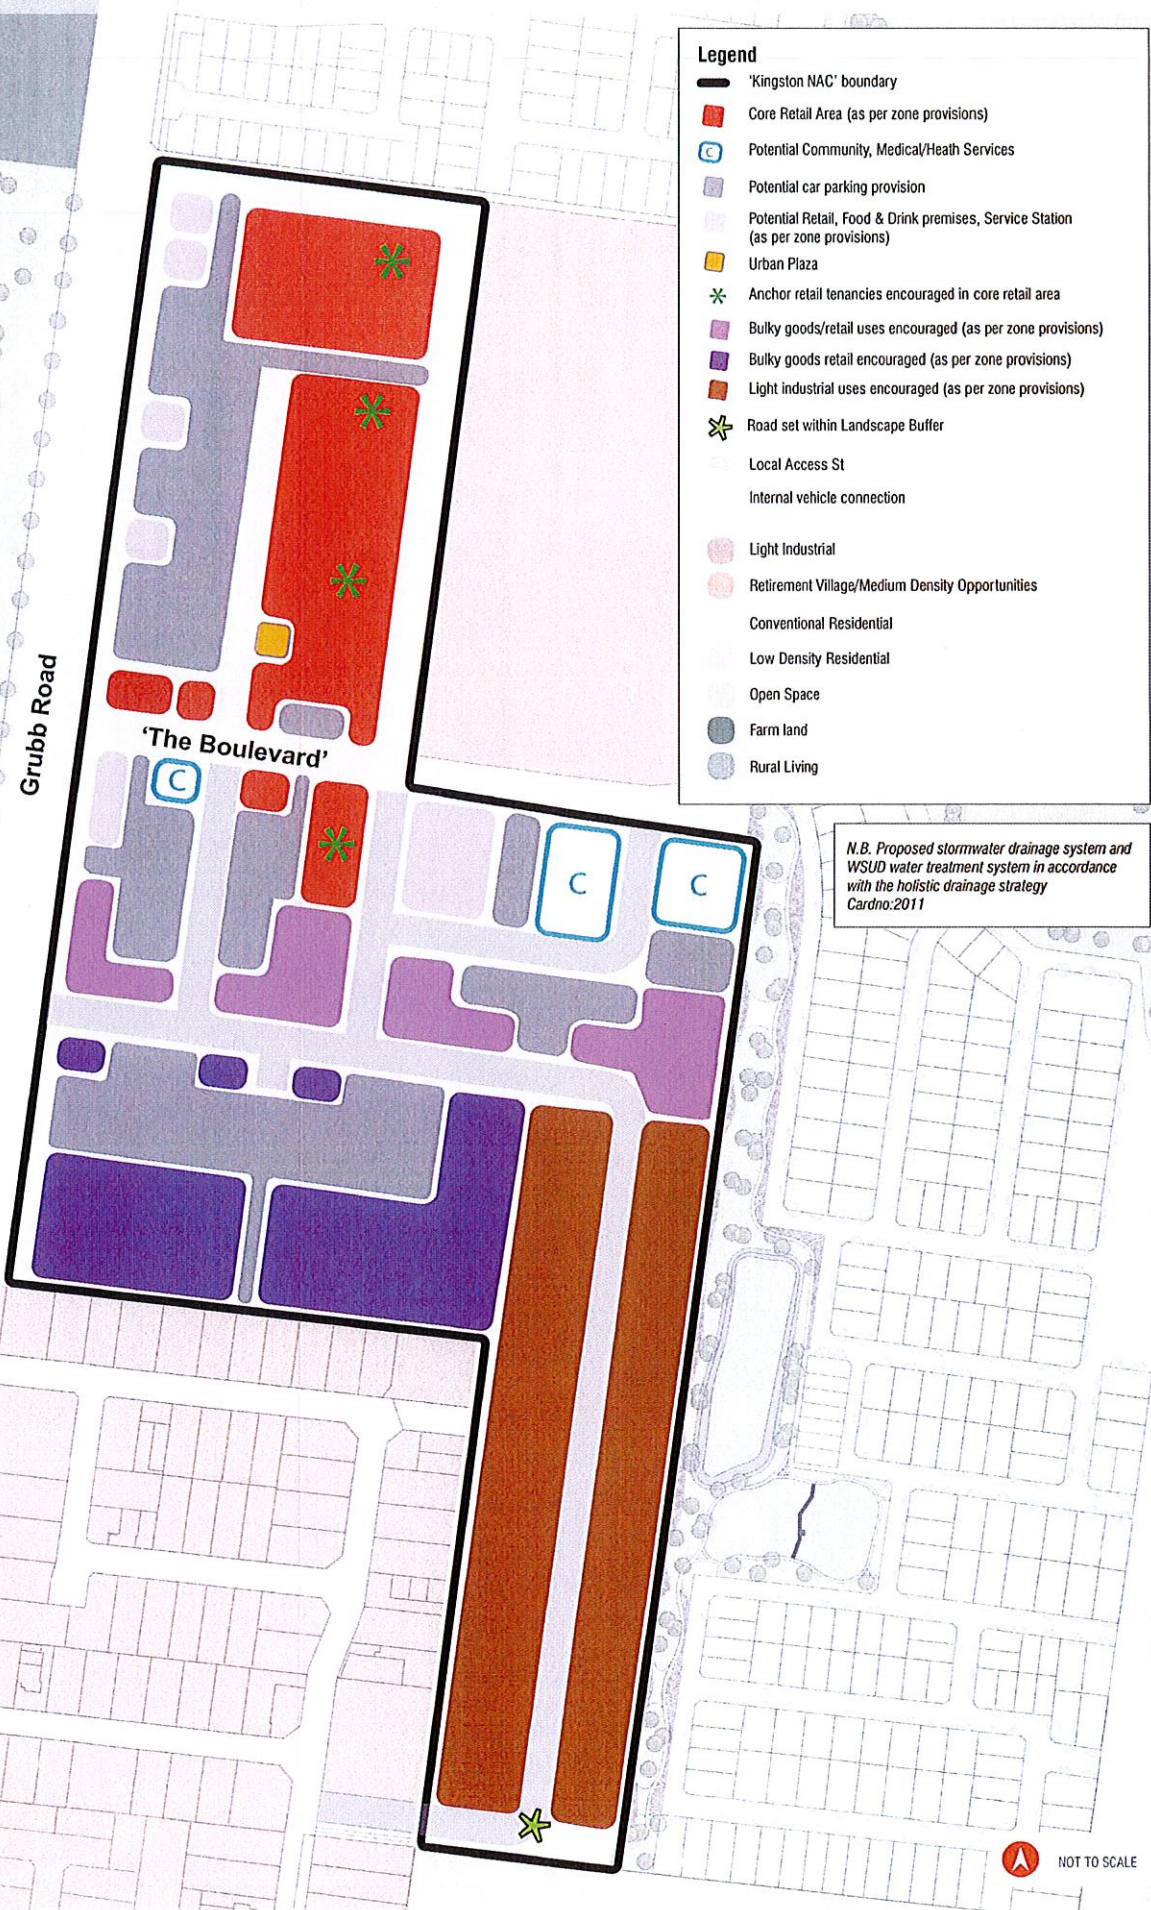 Legend
'Kingston NAC' boundary
Core Retail Area (as per zone provisions)
C
Potential Community, Medical/Heath Services
Potential car parking provision
Potential Retail, Food & Drink premises, Service Station
(as per zone provisions)
Urban Plaza
Anchor retail tenancies encouraged in core retail area
Bulky goods/retail uses encouraged (as per zone provisions)
Bulky goods retail encouraged (as per zone provisions)
Light industrial uses encouraged (as per zone provisions)
Road set within Landscape Buffer
Local Access St
Internal vehicle connection
Light Industrial
Retirement Village/Medium Density Opportunities
Conventional Residential
Low Density Residential
Open Space
Farm land
Rural Living
N.B. Proposed stormwater drainage system and
WSUD water treatment system in accordance
with the holistic drainage strategy
Cardno:2011
Grubb Road
'The Boulevard'
C
C
C
NOT TO SCALE